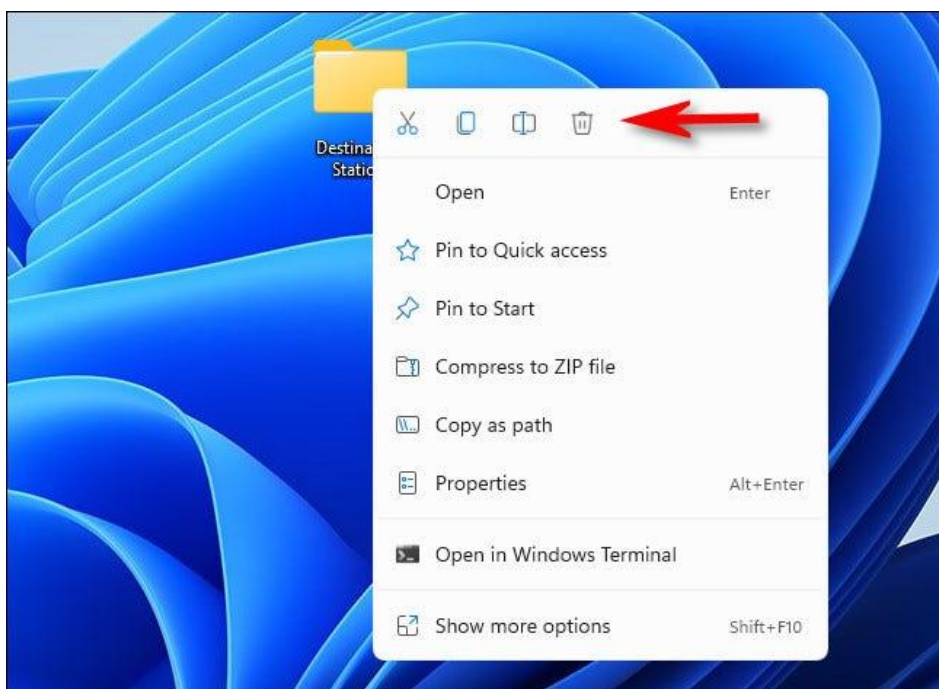 Destina
Static
Open Enter
Pin to Quick access
Pin to Start
Compress to ZIP file
Copy as path
Properties Alt+Enter
Open in Windows Terminal
Show more options Shift+F10